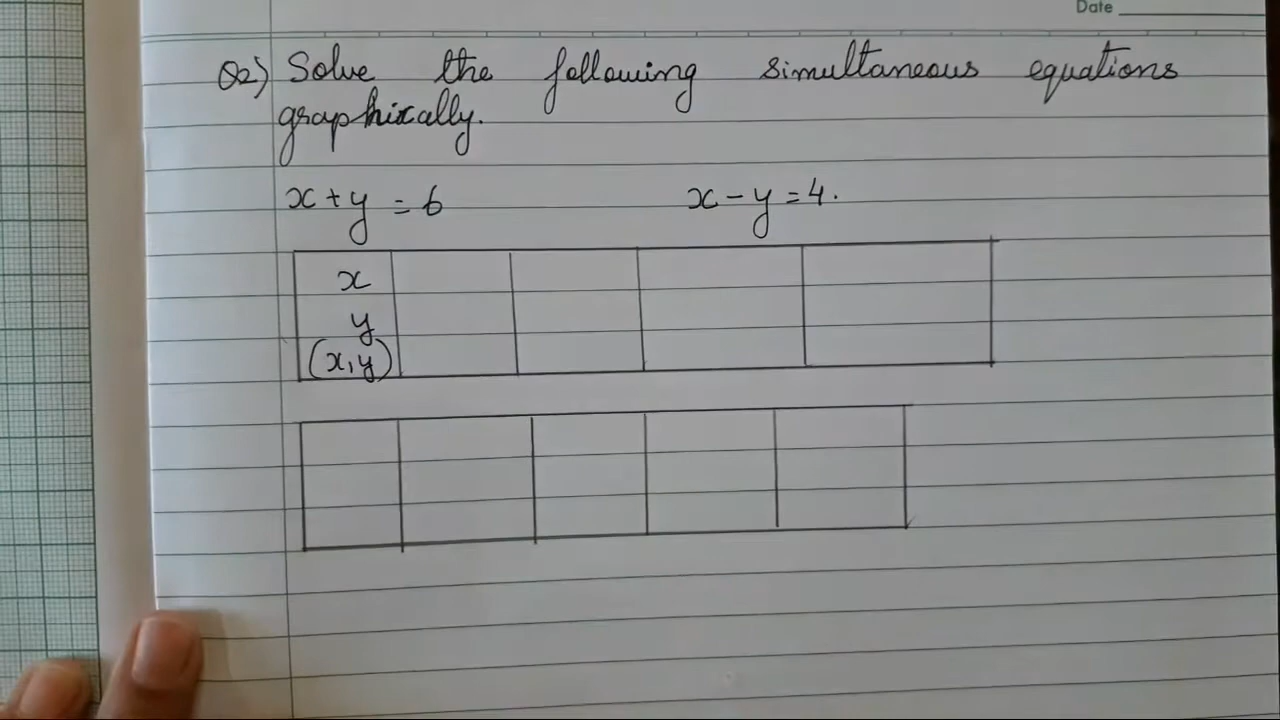 Date
Q2) Solve the following simultaneous equations
graphically.
x + y = 6 x - y = 4.
x
y
(x, y)